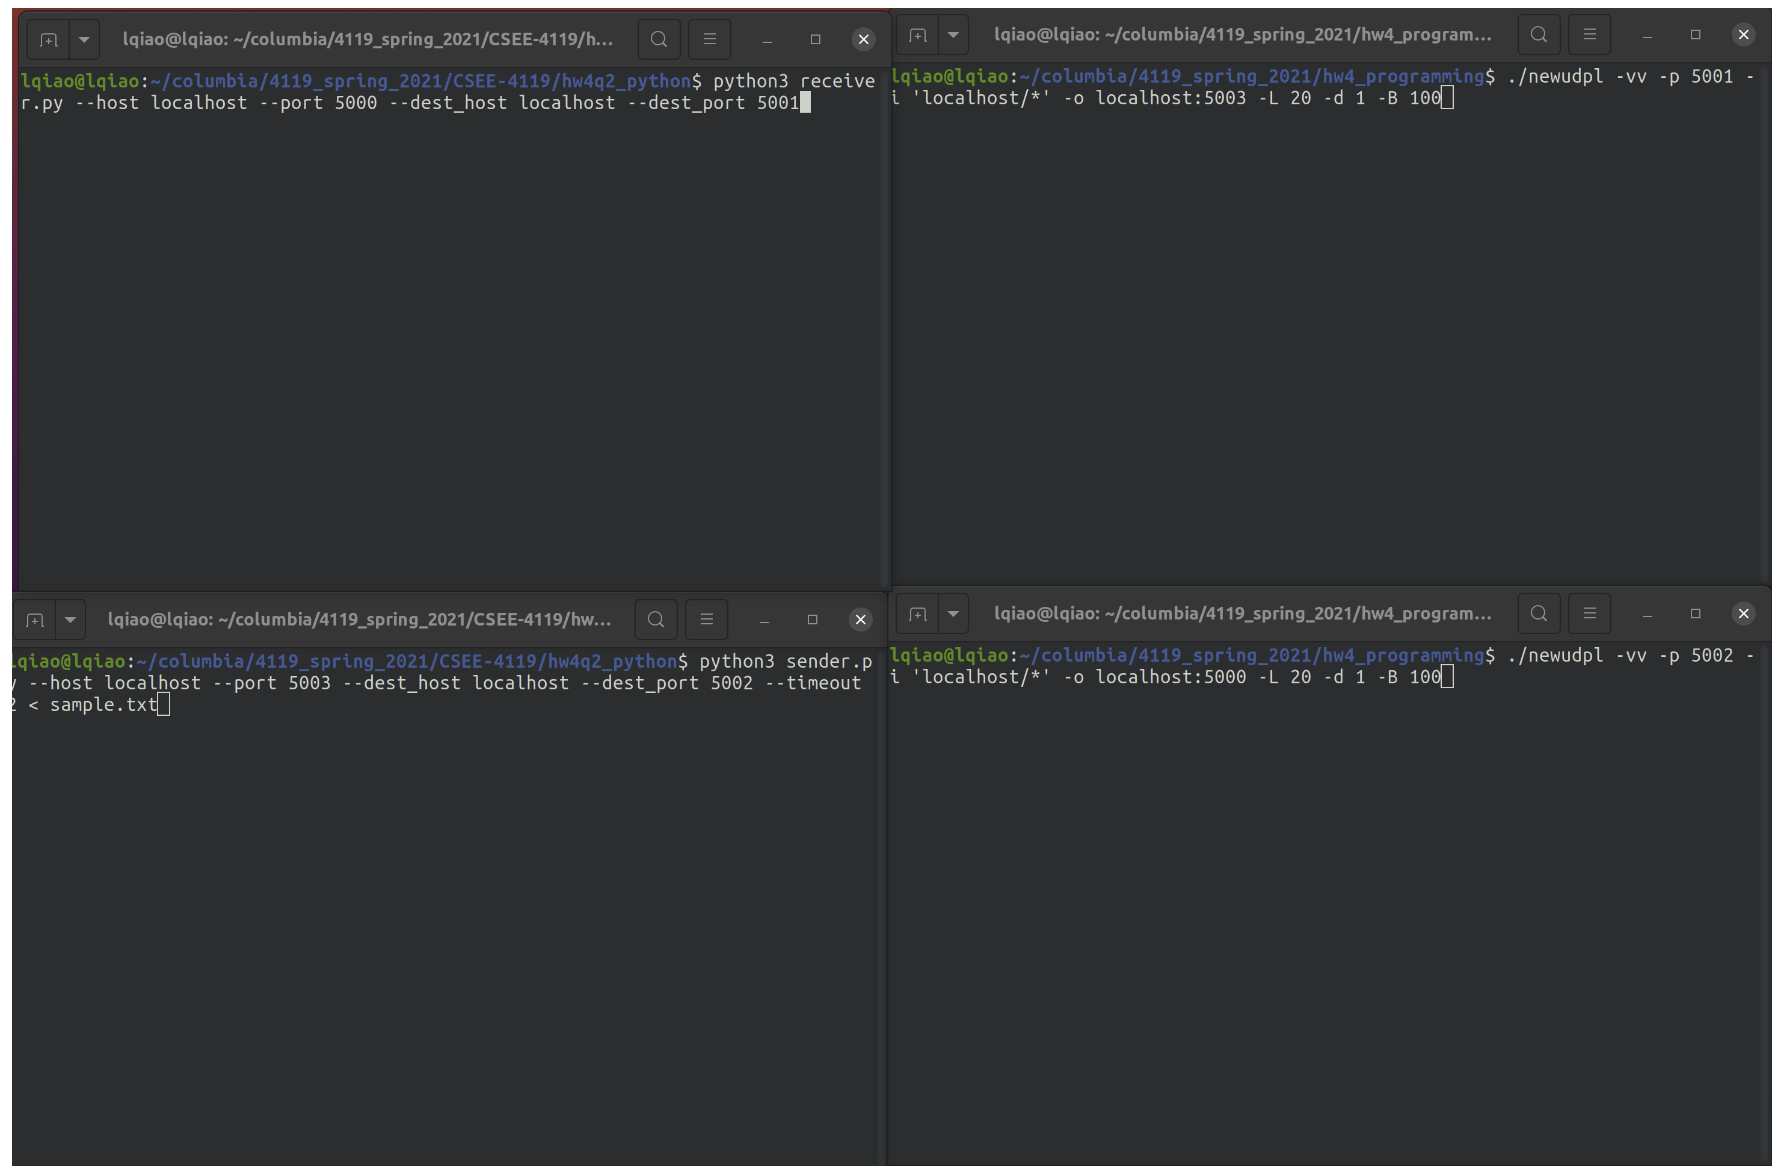 lqiao@lqiao: ~/columbia/4119_spring_2021/CSEE-4119/h...
lqiao@lqiao:~/columbia/4119_spring_2021/CSEE-4119/hw4q2_python$ python3 receive
r.py --host localhost --port 5000 --dest_host localhost --dest_port 5001
lqiao@lqiao: ~/columbia/4119_spring_2021/hw4_program...
lqiao@lqiao:~/columbia/4119_spring_2021/hw4_programming$ ./newudpl -vv -p 5001 -
i 'localhost/*' -o localhost:5003 -L 20 -d 1 -B 100
lqiao@lqiao: ~/columbia/4119_spring_2021/CSEE-4119/hw...
lqiao@lqiao:~/columbia/4119_spring_2021/CSEE-4119/hw4q2_python$ python3 sender.p
y --host localhost --port 5003 --dest_host localhost --dest_port 5002 --timeout
2 < sample.txt
lqiao@lqiao: ~/columbia/4119_spring_2021/hw4_program...
lqiao@lqiao:~/columbia/4119_spring_2021/hw4_programming$ ./newudpl -vv -p 5002 -
i 'localhost/*' -o localhost:5000 -L 20 -d 1 -B 100